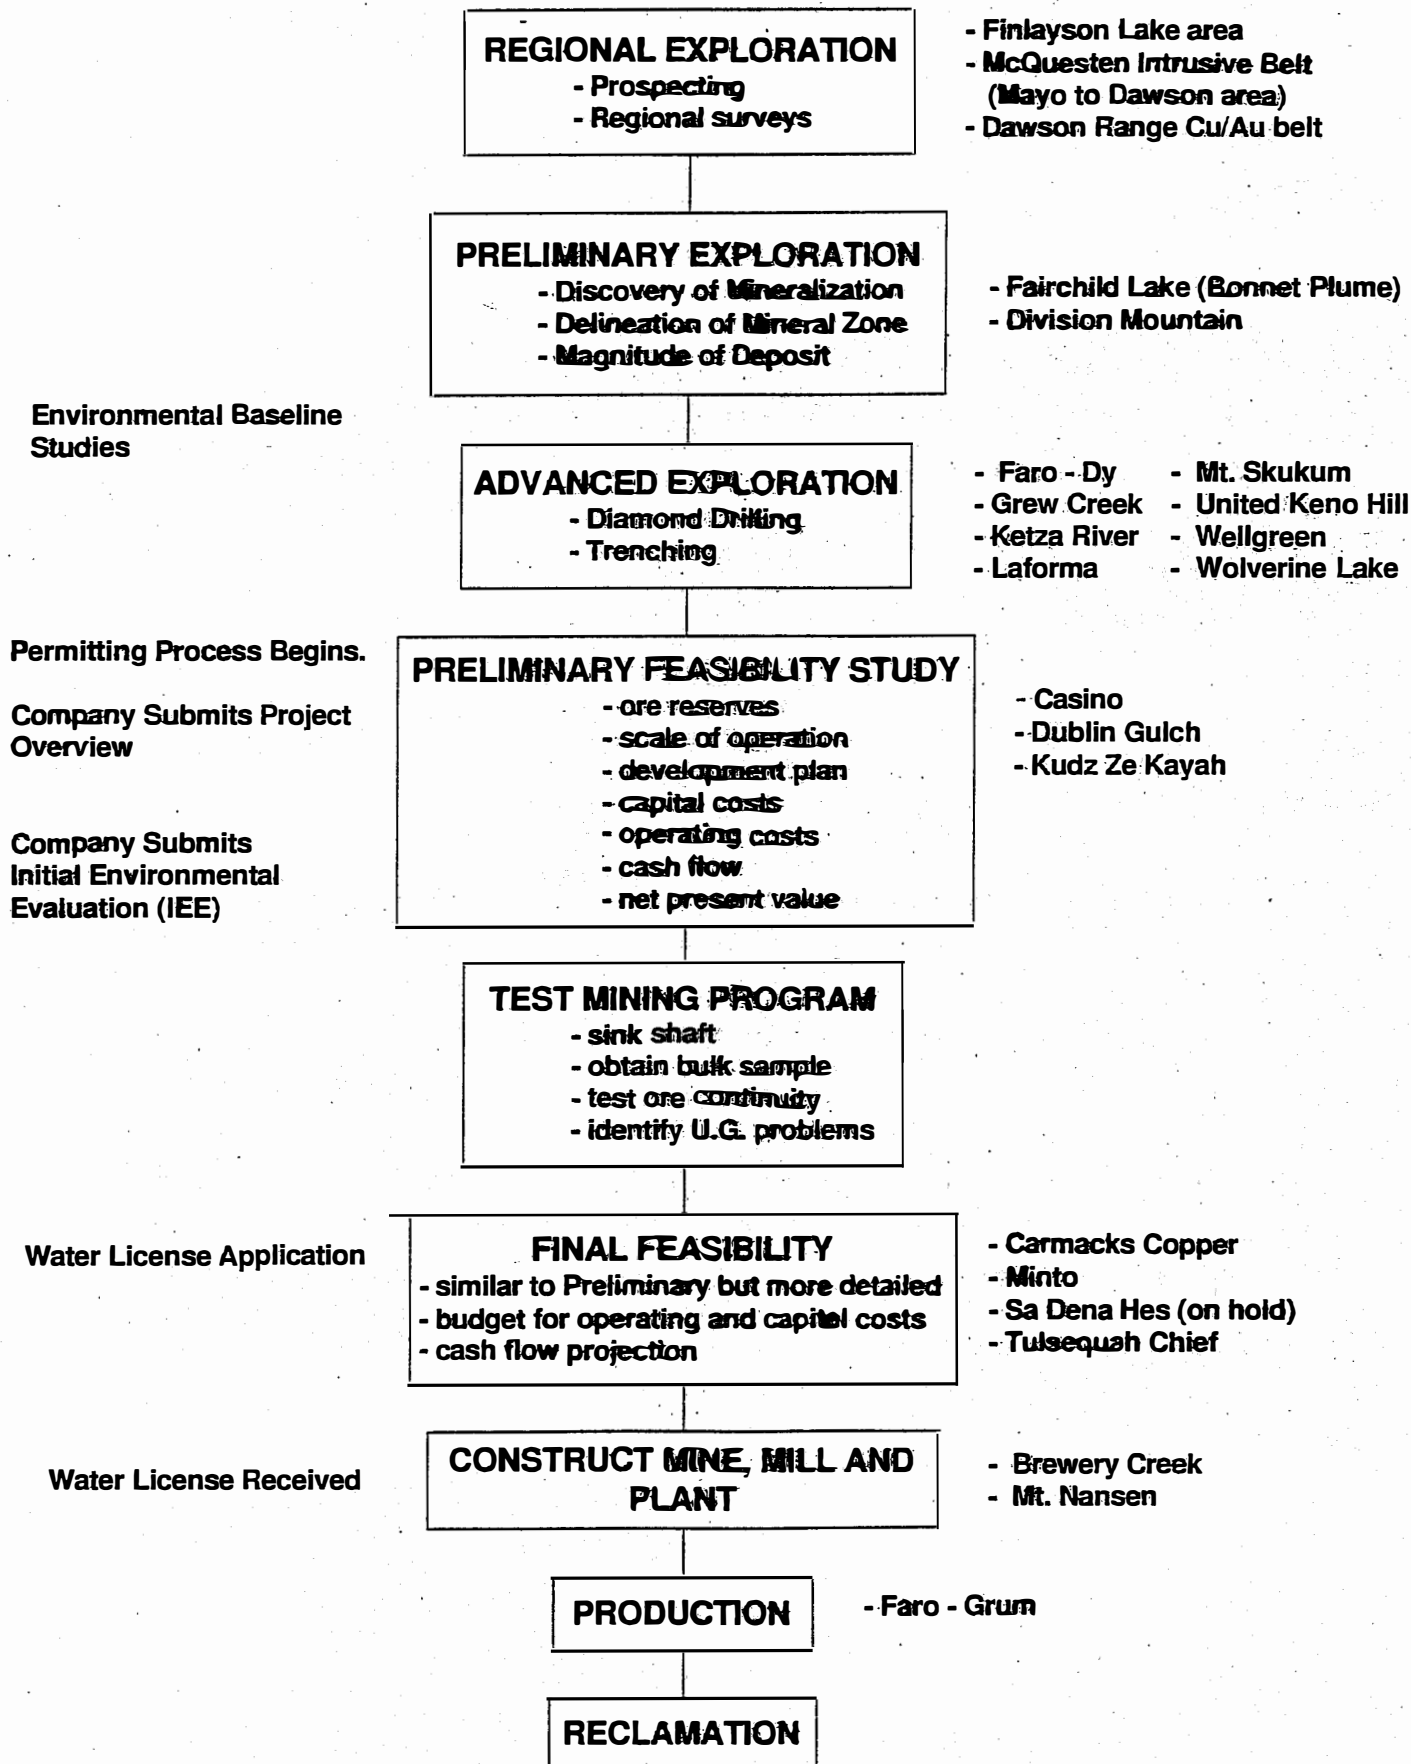 REGIONAL EXPLORATION
- Prospecting
- Regional surveys
- Finlayson Lake area
- McQuesten Intrusive Belt
(Mayo to Dawson area)
- Dawson Range Cu/Au belt
PRELIMINARY EXPLORATION
- Discovery of Mineralization
- Delineation of Mineral Zone
- Magnitude of Deposit
- Fairchild Lake (Bonnet Plume)
- Division Mountain
Environmental Baseline
Studies
ADVANCED EXPLORATION
- Diamond Drilling
- Trenching
- Faro - Dy - Mt. Skukum
- Grew Creek - United Keno Hill
- Ketza River - Wellgreen
- Laforma - Wolverine Lake
Permitting Process Begins.
Company Submits Project
Overview
Company Submits
Initial Environmental
Evaluation (IEE)
PRELIMINARY FEASIBILITY STUDY
- ore reserves
- scale of operation
- development plan
- capital costs
- operating costs
- cash flow
- net present value
- Casino
- Dublin Gulch
- Kudz Ze Kayah
TEST MINING PROGRAM
- sink shaft
- obtain bulk sample
- test ore continuity
- identify U.G. problems
Water License Application
FINAL FEASIBILITY
- similar to Preliminary but more detailed
- budget for operating and capitel costs
- cash flow projection
- Carmacks Copper
- Minto
- Sa Dena Hes (on hold)
- Tulsequah Chief
Water License Received
CONSTRUCT MINE, MILL AND
PLANT
- Brewery Creek
- Mt. Nansen
PRODUCTION
- Faro - Grum
RECLAMATION